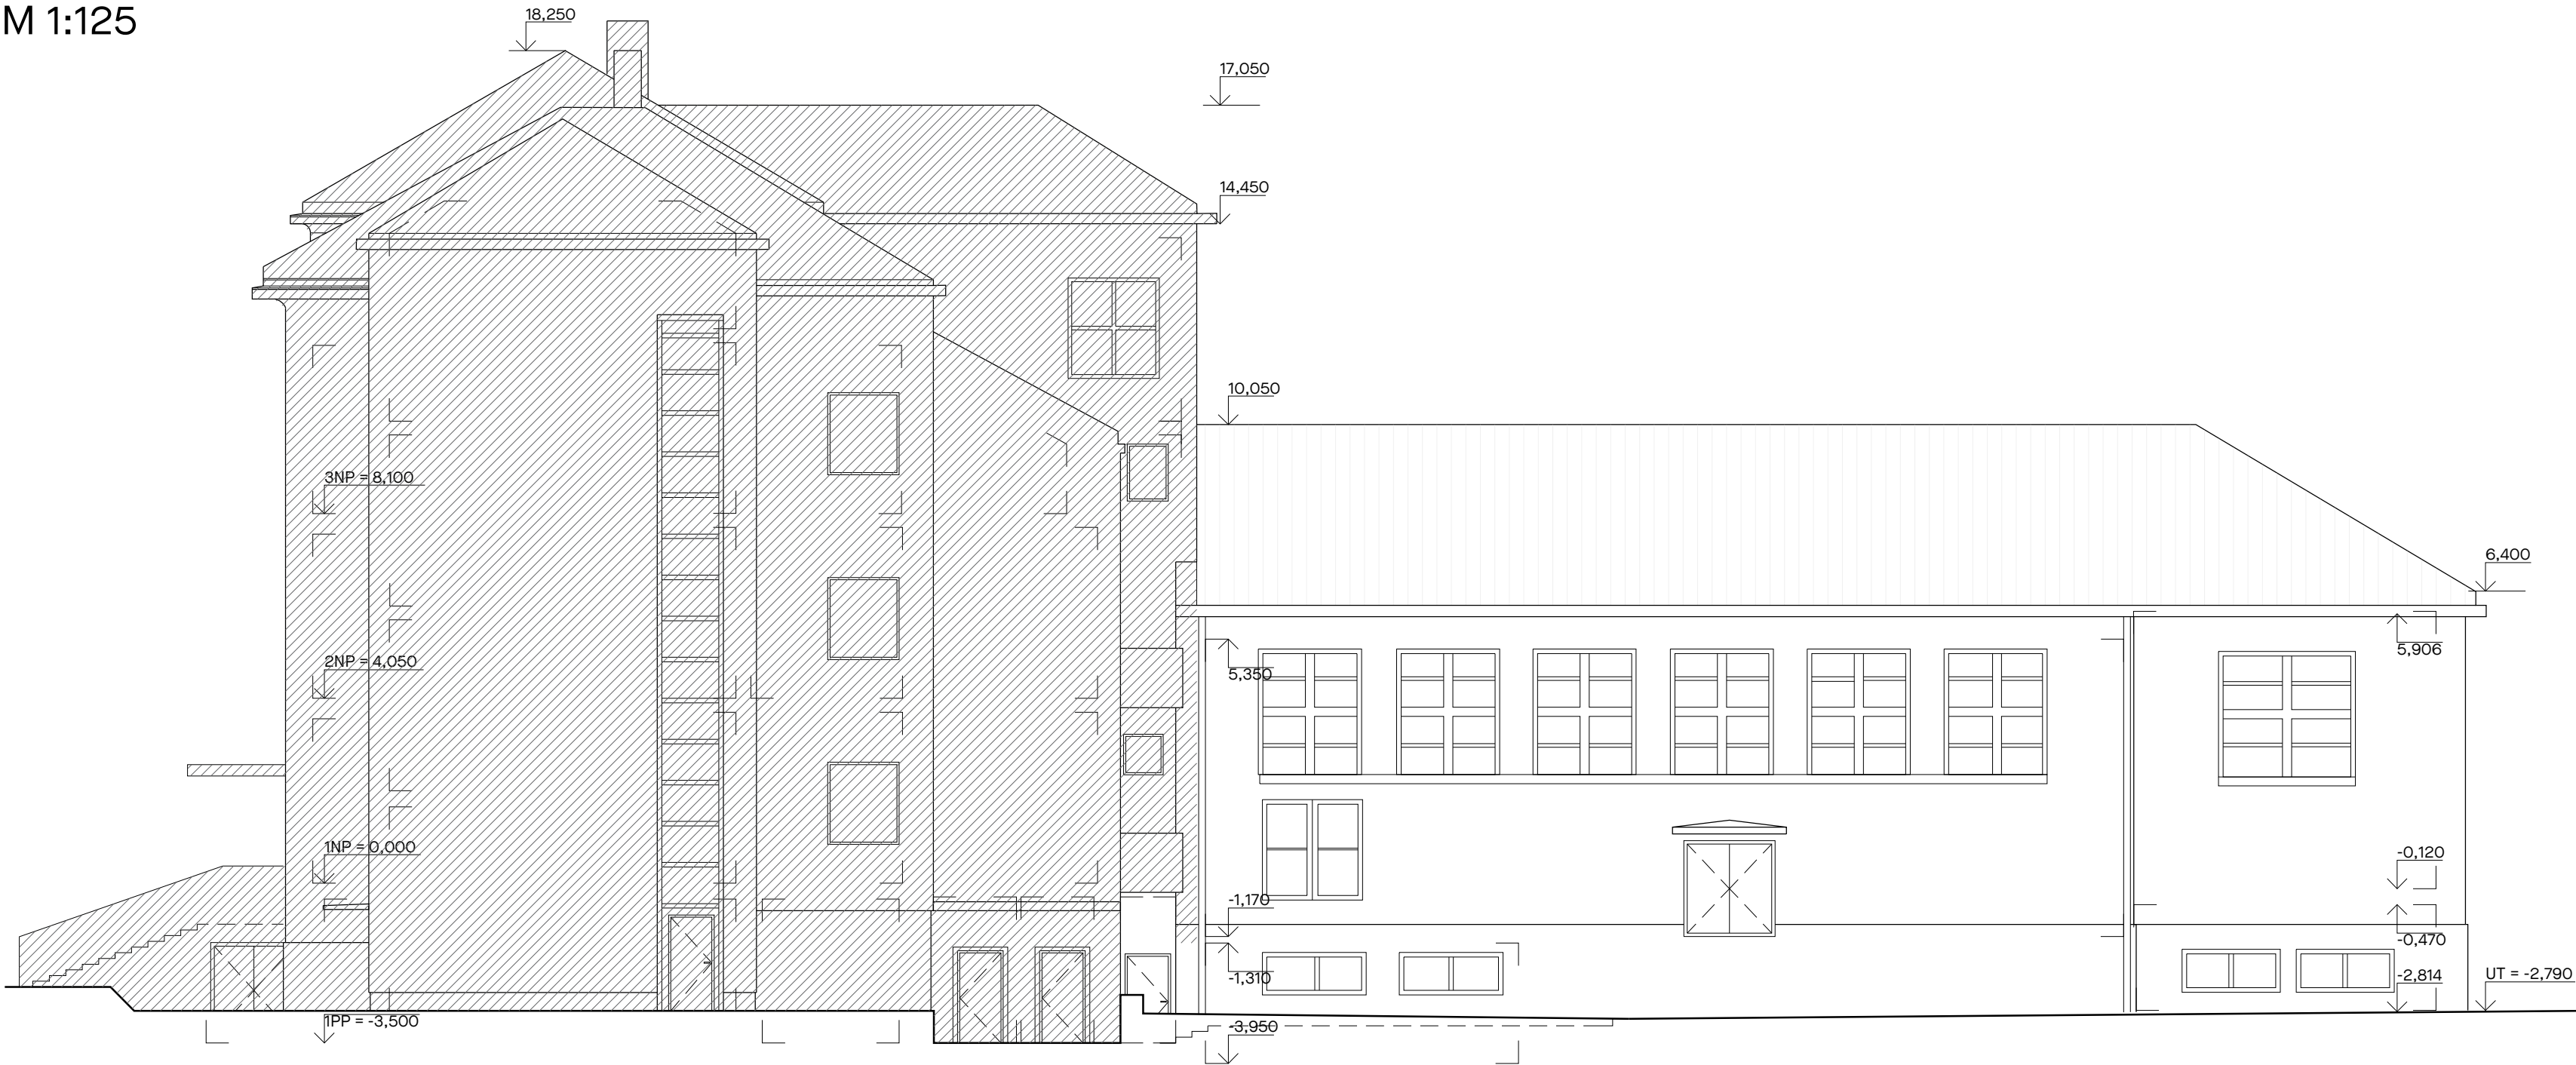 M 1:125
18,250
17,050
14,450
10,050
3NP = 8,100
6,400
5,906
2NP = 4,050
5,350
1NP = 0,000
-0,120
-1,170
-0,470
-1,310
-2,814
UT = -2,790
1PP = -3,500
-3,950